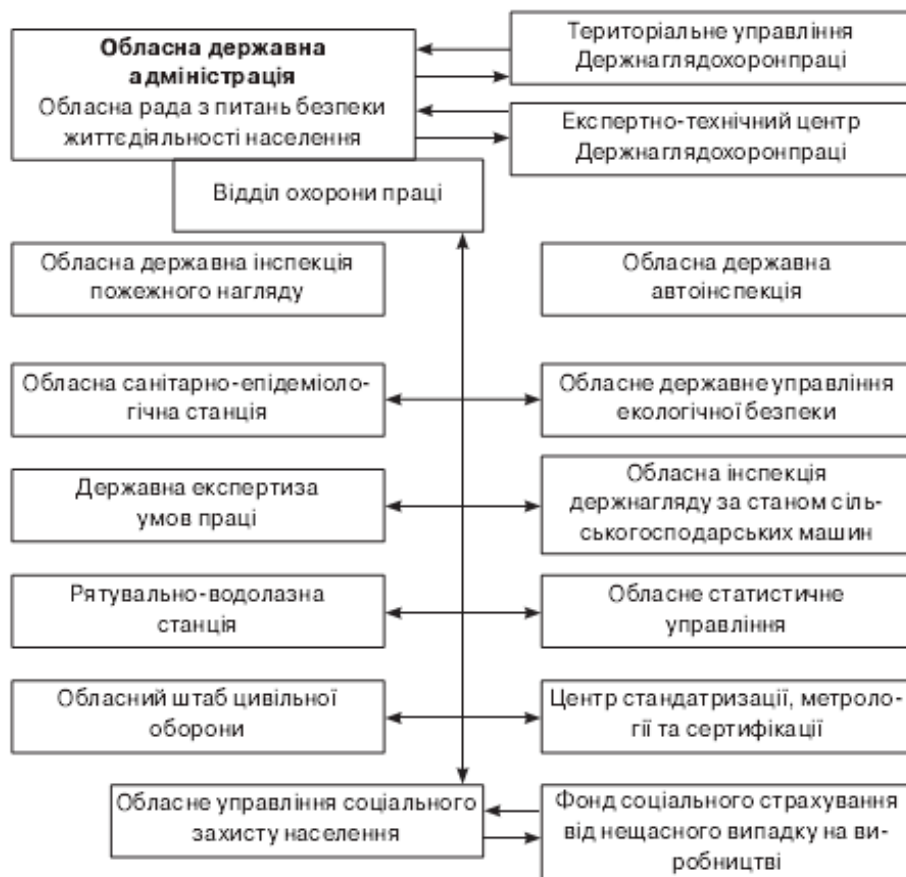 Обласна державна
адміністрація
Обласна рада з питань безпеки
життєдіяльності населення
Територіальне управління
Держнаглядохоронпраці
Експертно-технічний центр
Держнаглядохоронпраці
Відділ охорони праці
Обласна державна інспекція
пожежного нагляду
Обласна державна
автоінспекція
Обласна санітарно-епідеміоло-
гічна станція
Обласне державне управління
екологічної безпеки
Державна експертиза
умов праці
Обласна інспекція
держнагляду за станом сіль-
ськогосподарських машин
Рятувально-водолазна
станція
Обласне статистичне
управління
Обласний штаб цивільної
оборони
Центр стандатризації, метроло-
гії та сертифікації
Обласне управління соціального
захисту населення
Фонд соціального страхування
від нещасного випадку на ви-
робництві